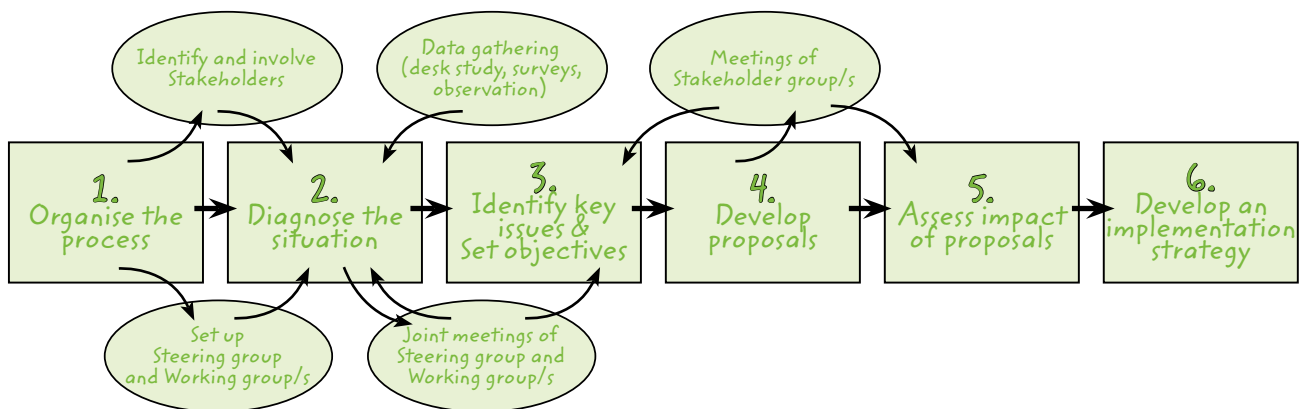 Identify and involve
Stakeholders
Data gathering
(desk study, surveys,
observation)
Meetings of
Stakeholder group/s
1.
Organise the
process
2.
Diagnose the
situation
3.
Identify key
issues &
Set objectives
4.
Develop
proposals
5.
Assess impact
of proposals
6.
Develop an
implementation
strategy
Set up
Steering group
and Working group/s
Joint meetings of
Steering group and
Working group/s